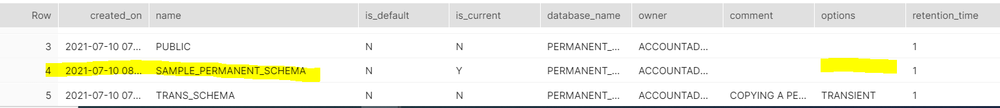 Row created_on name is_default is_current database_name owner comment options retention_time
3 2021-07-10 07... PUBLIC N N PERMANENT_... ACCOUNTAD... 1
4 2021-07-10 08... SAMPLE_PERMANENT_SCHEMA N Y PERMANENT_... ACCOUNTAD... 1
5 2021-07-10 07... TRANS_SCHEMA N N PERMANENT_... ACCOUNTAD... COPYING A PE... TRANSIENT 1